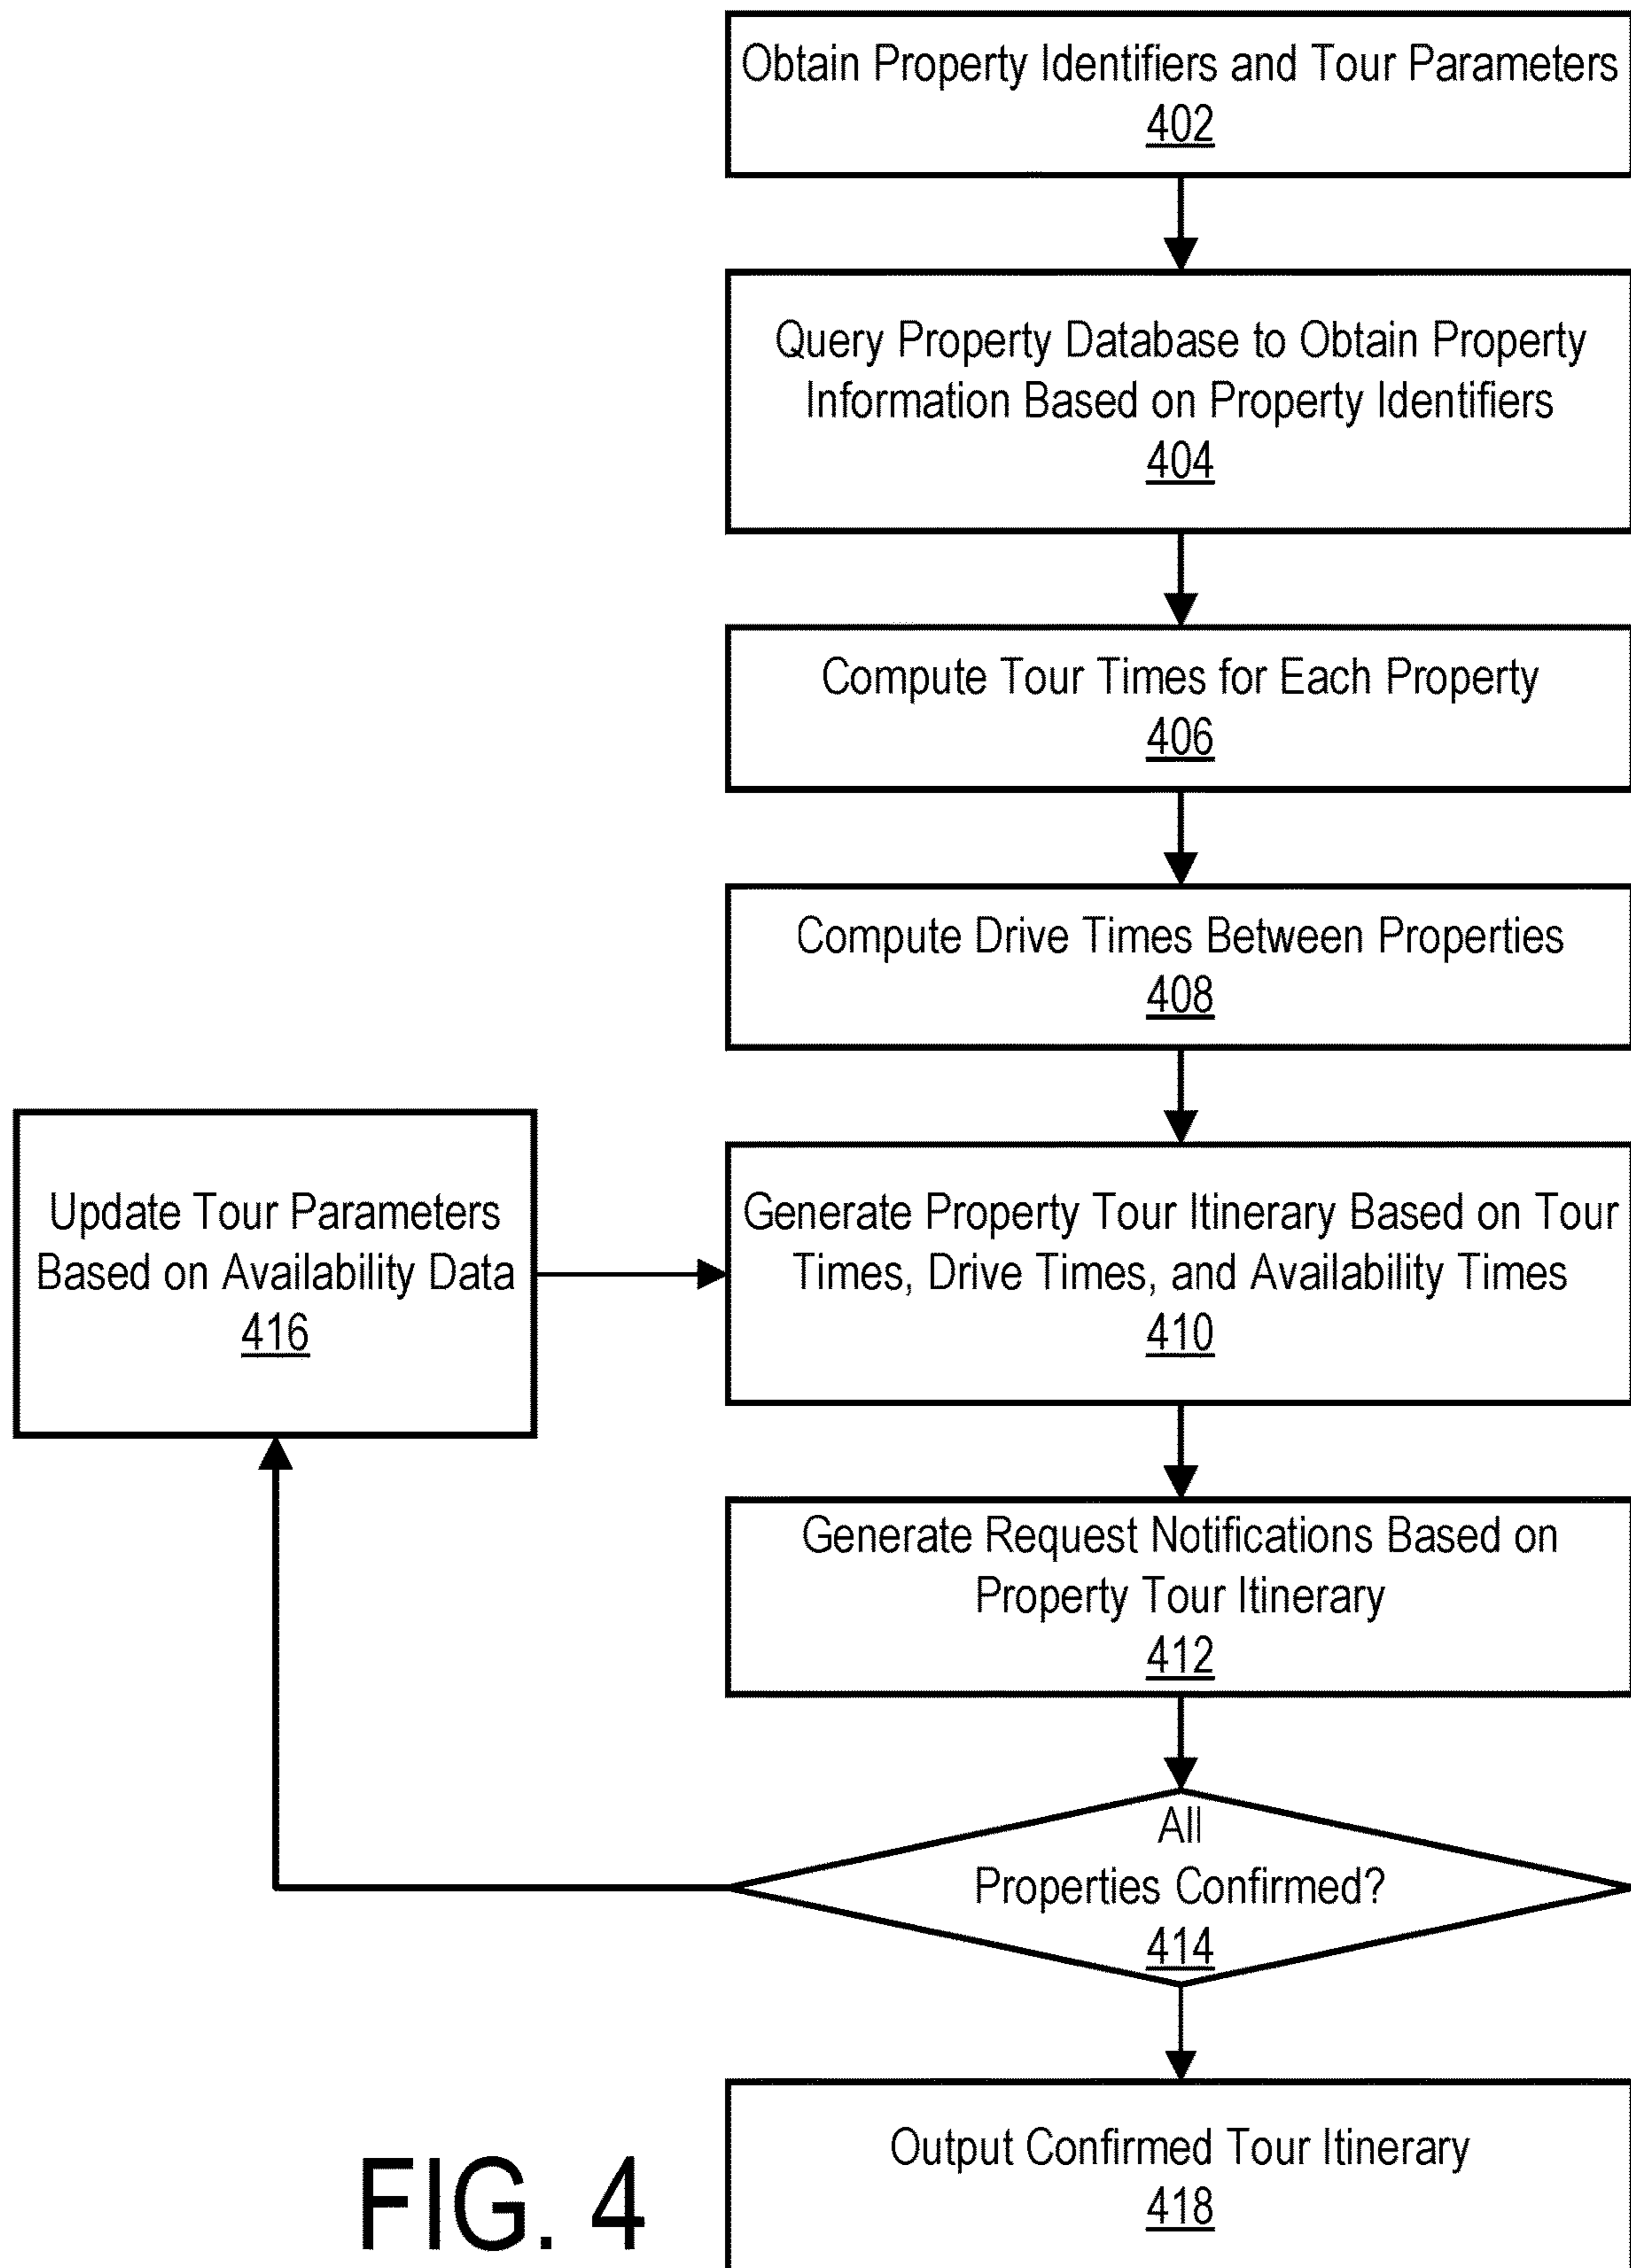 Obtain Property Identifiers and Tour Parameters
402
Query Property Database to Obtain Property
Information Based on Property Identifiers
404
Compute Tour Times for Each Property
406
Compute Drive Times Between Properties
408
Update Tour Parameters
Based on Availability Data
416
Generate Property Tour Itinerary Based on Tour
Times, Drive Times, and Availability Times
410
Generate Request Notifications Based on
Property Tour Itinerary
412
All
Properties Confirmed?
414
Output Confirmed Tour Itinerary
418
FIG. 4